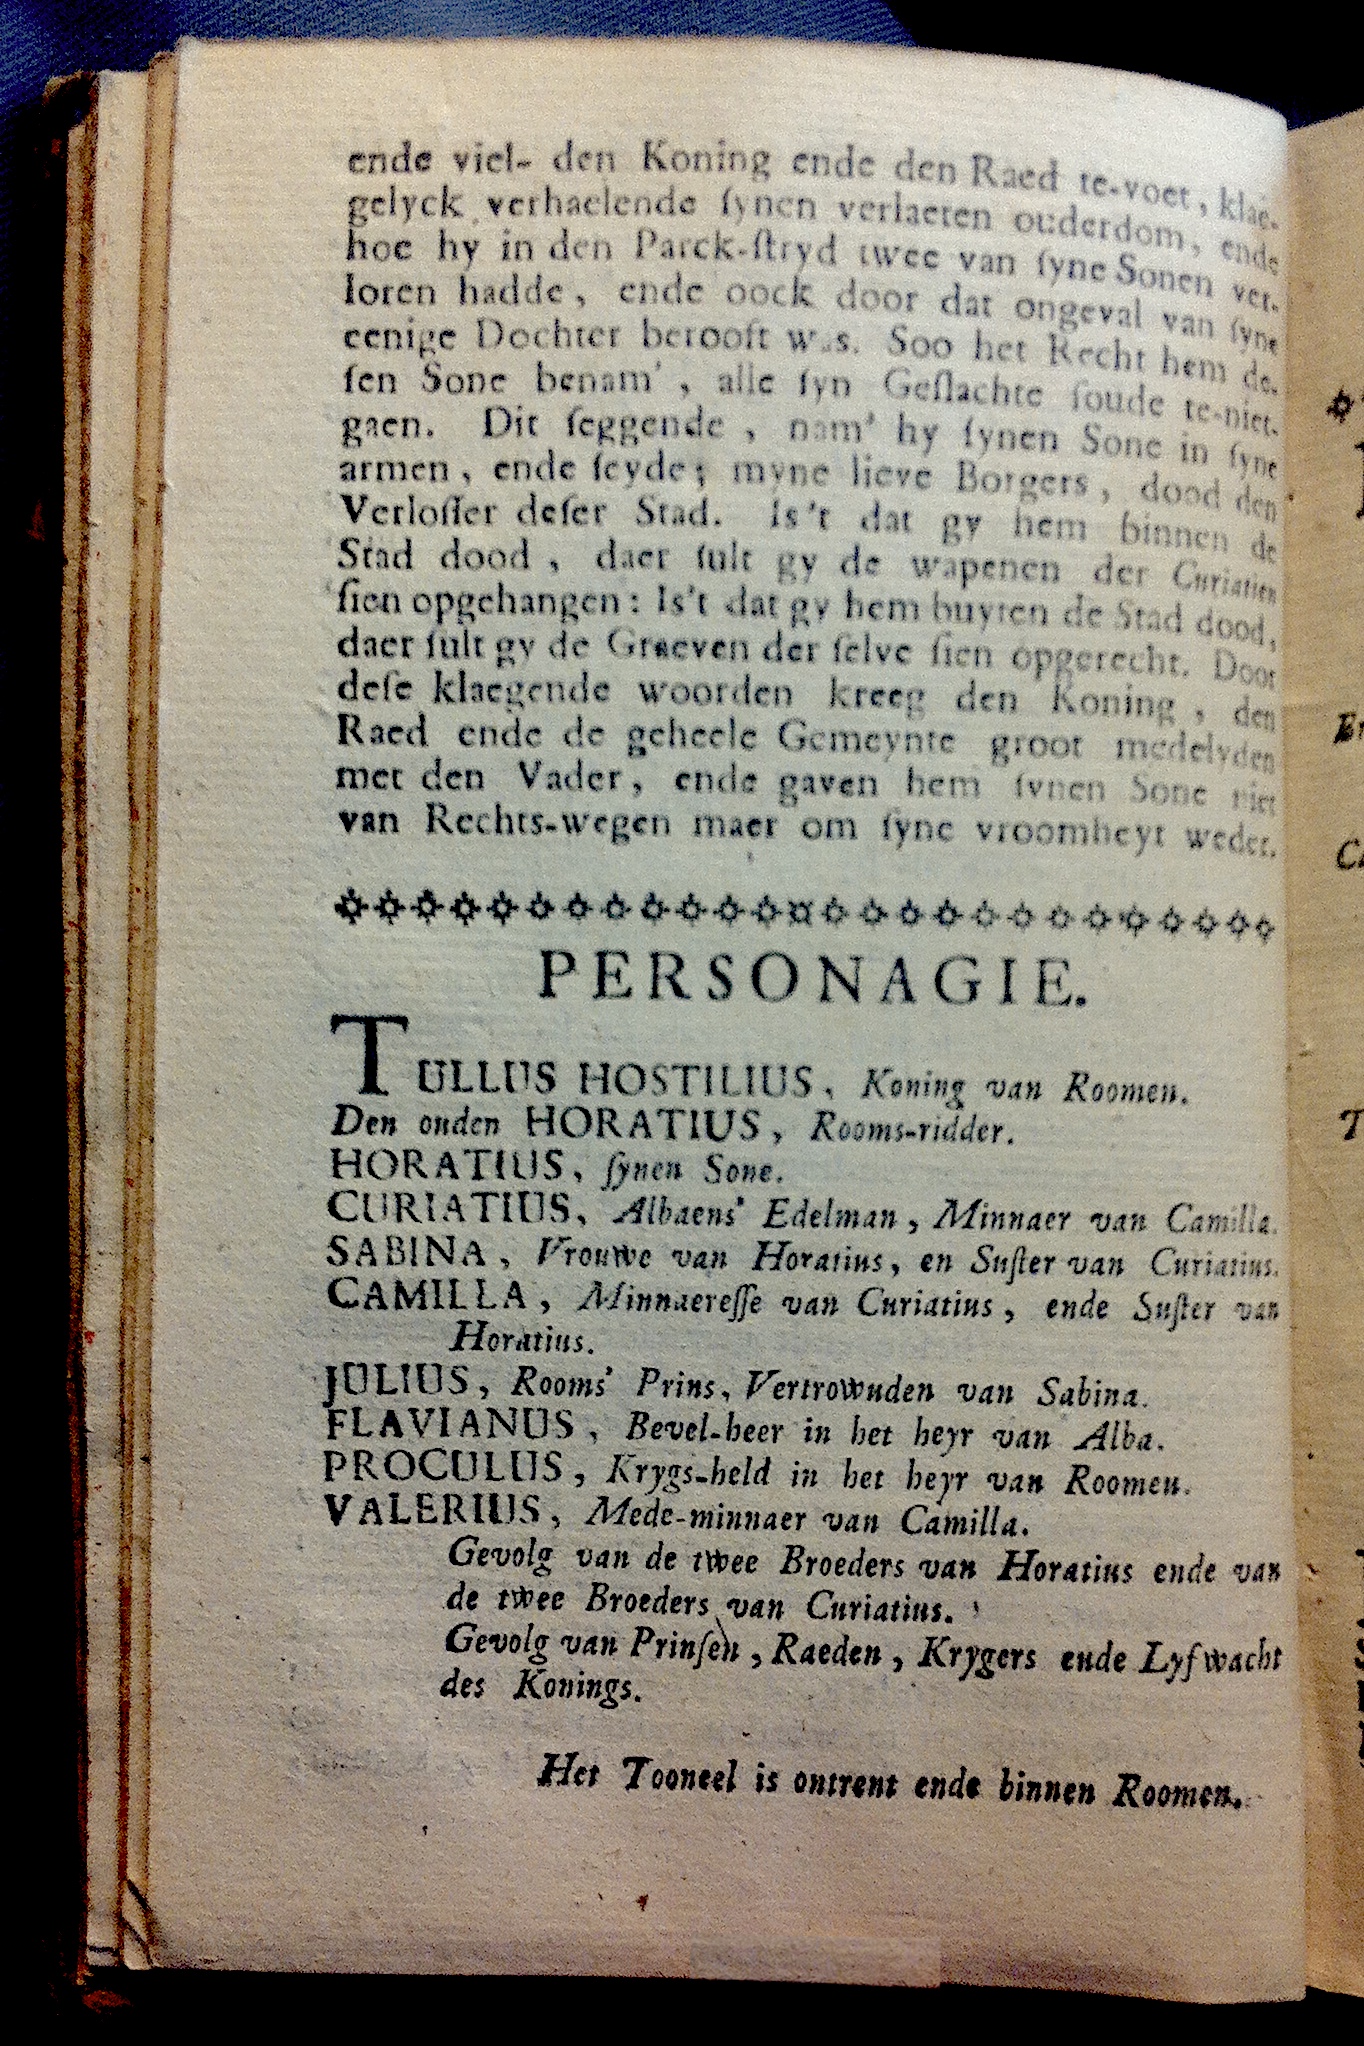 ende viel- den Koning ende den Raed te-voet, klae-
gelyck verhaelende ſynen verlaeten ouderdom, ende
hoe hy in den Parck-ſtryd twee van ſyne Sonen ver-
loren hadde, ende oock door dat ongeval van ſyne
eenige Dochter berooft was. Soo het Recht hem de-
ſen Sone benam', alle ſyn Geſlachte ſoude te-niet-
gaen. Dit ſeggende, nam' hy ſynen Sone in ſyne
armen, ende ſeyde; myne lieve Borgers, dood den
Verloſſer deſer Stad. Is't dat gy hem binnen de
Stad dood, daer ſult gy de wapenen der Curiatien
ſien opgehangen: Is't dat gy hem buyten de Stad dood,
daer ſult gy de Graeven der ſelve ſien opgerecht. Door
deſe klaegende woorden kreeg den Koning, den
Raed ende de geheele Gemeynte groot medelyden
met den Vader, ende gaven hem ſynen Sone niet
van Rechts-wegen maer om ſyne vroomheyt weder.
PERSONAGIE.
TULLUS HOSTILIUS, Koning van Roomen.
Den ouden HORATIUS, Rooms-ridder.
HORATIUS, ſynen Sone.
CURIATIUS, Albaens' Edelman, Minnaer van Camilla.
SABINA, Vrouwe van Horatius, en Suſter van Curiatius.
CAMILLA, Minnaereſſe van Curiatius, ende Suſter van
Horatius.
JULIUS, Rooms' Prins, Vertrowuden van Sabina.
FLAVIANUS, Bevel-heer in het heyr van Alba.
PROCULUS, Krygs-held in het heyr van Roomen.
VALERIUS, Mede-minnaer van Camilla.
Gevolg van de twee Broeders van Horatius ende van
de twee Broeders van Curiatius.
Gevolg van Prinſen, Raeden, Krygers ende Lyfwacht
des Konings.
Het Tooneel is ontrent ende binnen Roomen.